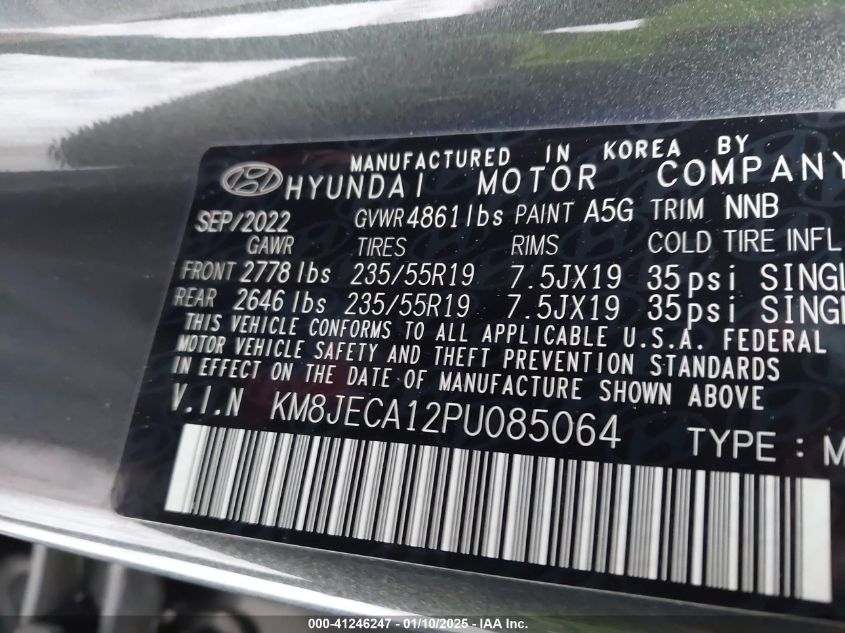 MANUFACTURED IN KOREA BY
HYUNDAI MOTOR COMPANY
SEP/2022 GVWR 4861 lbs PAINT A5G TRIM NNB
GAWR TIRES RIMS COLD TIRE INFL
FRONT 2778 lbs 235/55R19 7.5JX19 35psi SINGL
REAR 2646 lbs 235/55R19 7.5JX19 35psi SINGL
THIS VEHICLE CONFORMS TO ALL APPLICABLE U.S.A. FEDERAL
MOTOR VEHICLE SAFETY AND THEFT PREVENTION STANDARDS
IN EFFECT ON THE DATE OF MANUFACTURE SHOWN ABOVE
V.I.N KM8JECA12PU085064
TYPE : M
000-41246247 - 01/10/2025 - © IAA, Inc.